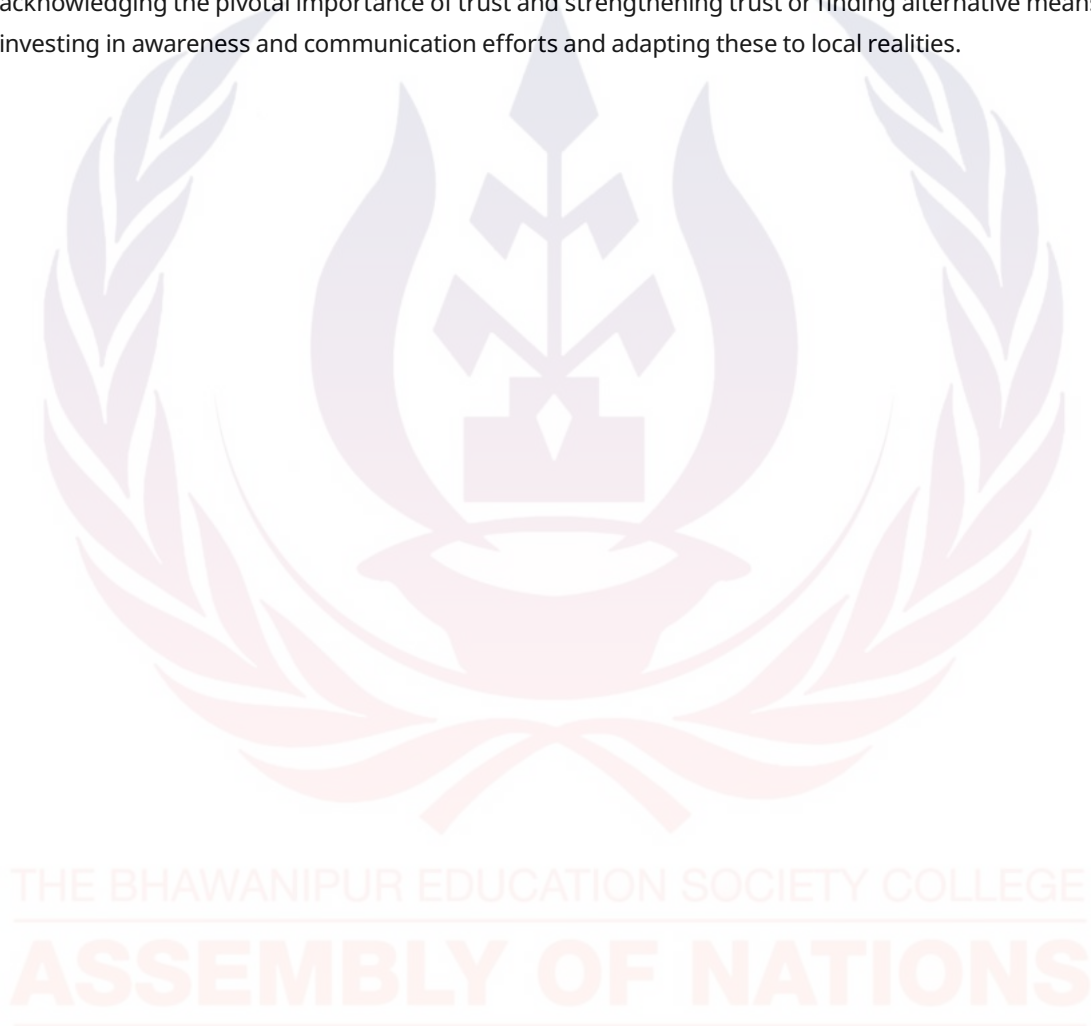 acknowledging the pivotal importance of trust and strengthening trust or finding alternative means
investing in awareness and communication efforts and adapting these to local realities.
THE BHAWANIPUR EDUCATION SOCIETY COLLEGE
ASSEMBLY OF NATIONS